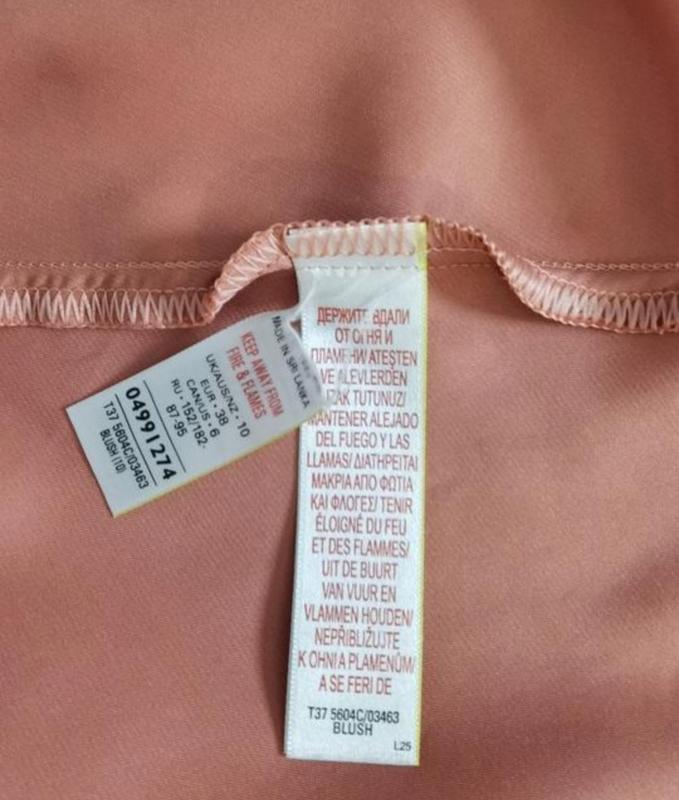 MADE IN SRI LANKA
KEEP AWAY FROM
FIRE & FLAMES
UK/AUS/NZ • 10
EUR • 38
CAN/US • 6
RU • 152/182-
87-95
04991274
T37 5604C/03463
BLUSH (10)
ДЕРЖИТЕ ВДАЛИ
ОТ ОГНЯ И
ПЛАМЕНИ/ ATEŞTEN
VE ALEVLERDEN
UZAK TUTUNUZ/
MANTENER ALEJADO
DEL FUEGO Y LAS
LLAMAS/ ΔΙΑΤΗΡΕΙΤΑΙ
ΜΑΚΡΙΑ ΑΠΟ ΦΩΤΙΑ
ΚΑΙ ΦΛΟΓΕΣ/ TENIR
ÉLOIGNÉ DU FEU
ET DES FLAMMES/
UIT DE BUURT
VAN VUUR EN
VLAMMEN HOUDEN/
NEPŘIBLIŽUJTE
K OHNI A PLAMENŮM/
A SE FERI DE
T37 5604C/03463
BLUSH
L25